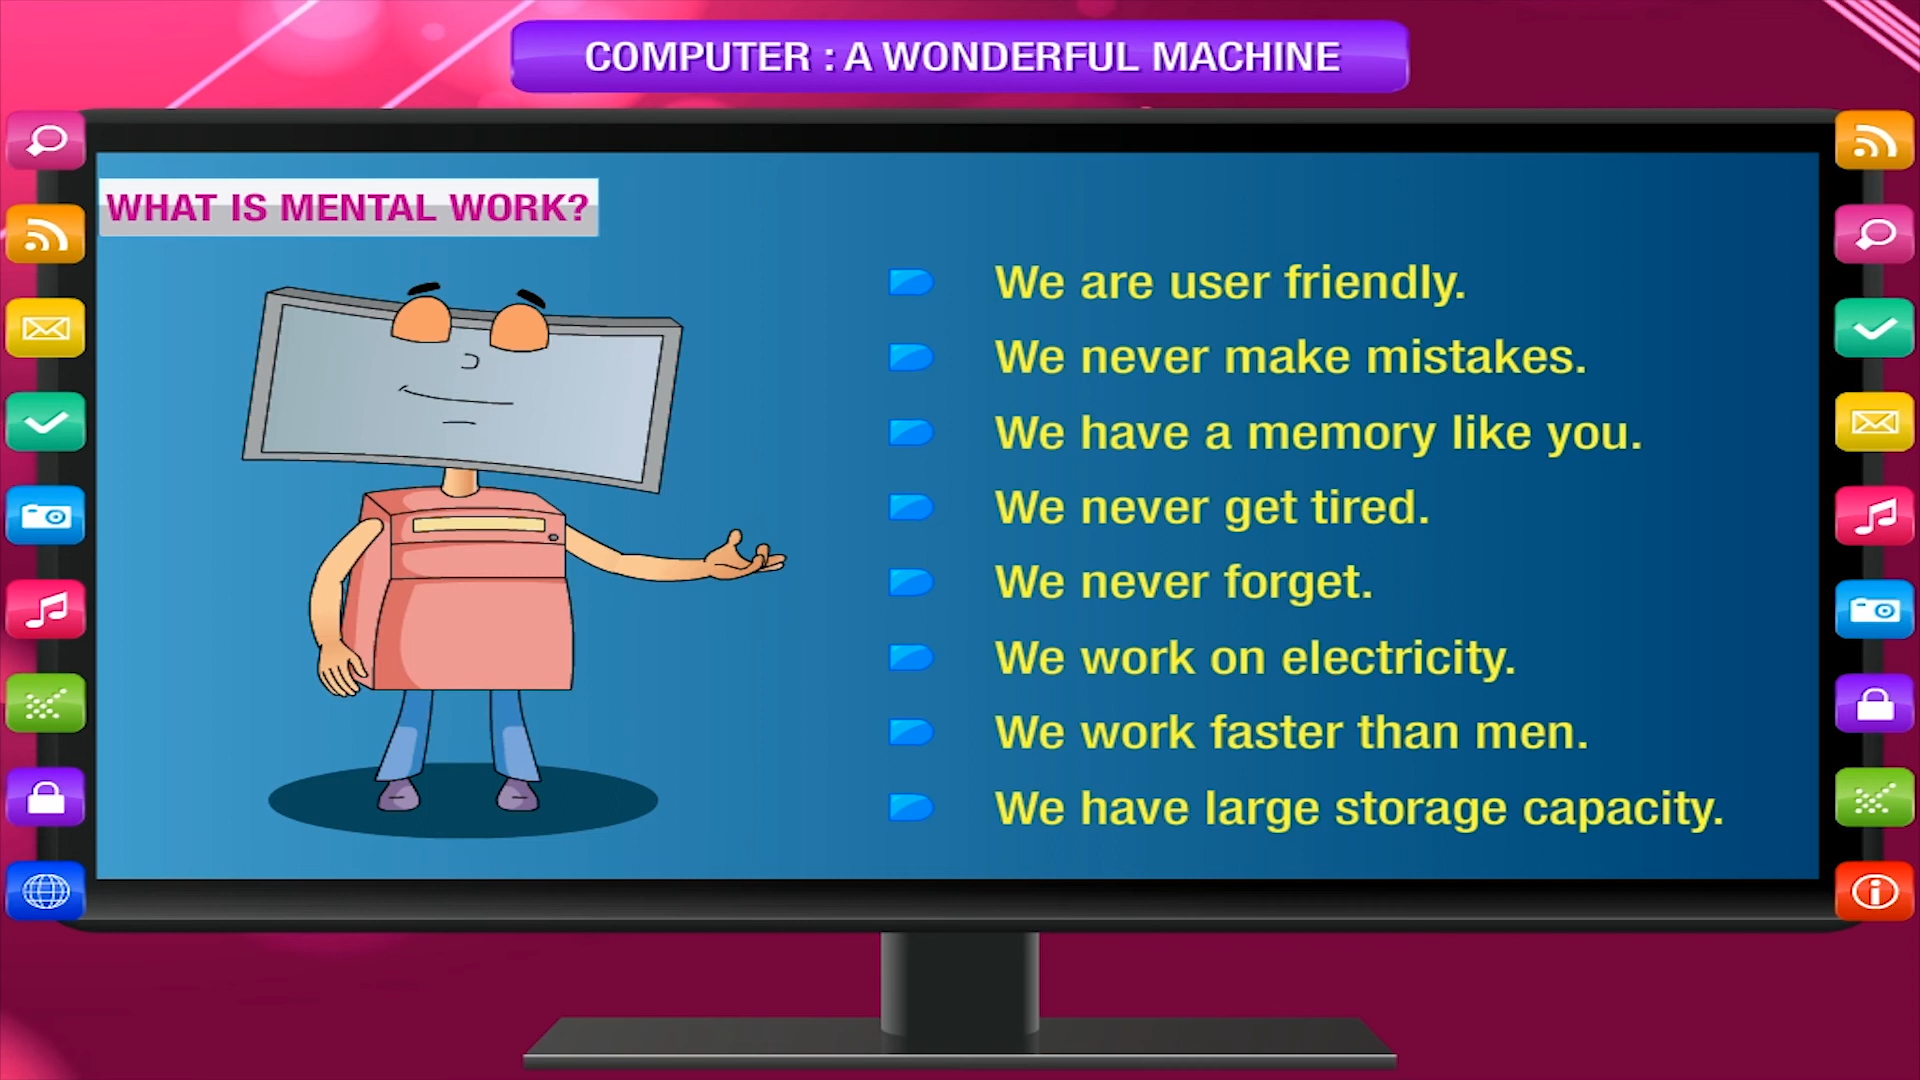 COMPUTER : A WONDERFUL MACHINE
WHAT IS MENTAL WORK?
We are user friendly.
We never make mistakes.
We have a memory like you.
We never get tired.
We never forget.
We work on electricity.
We work faster than men.
We have large storage capacity.